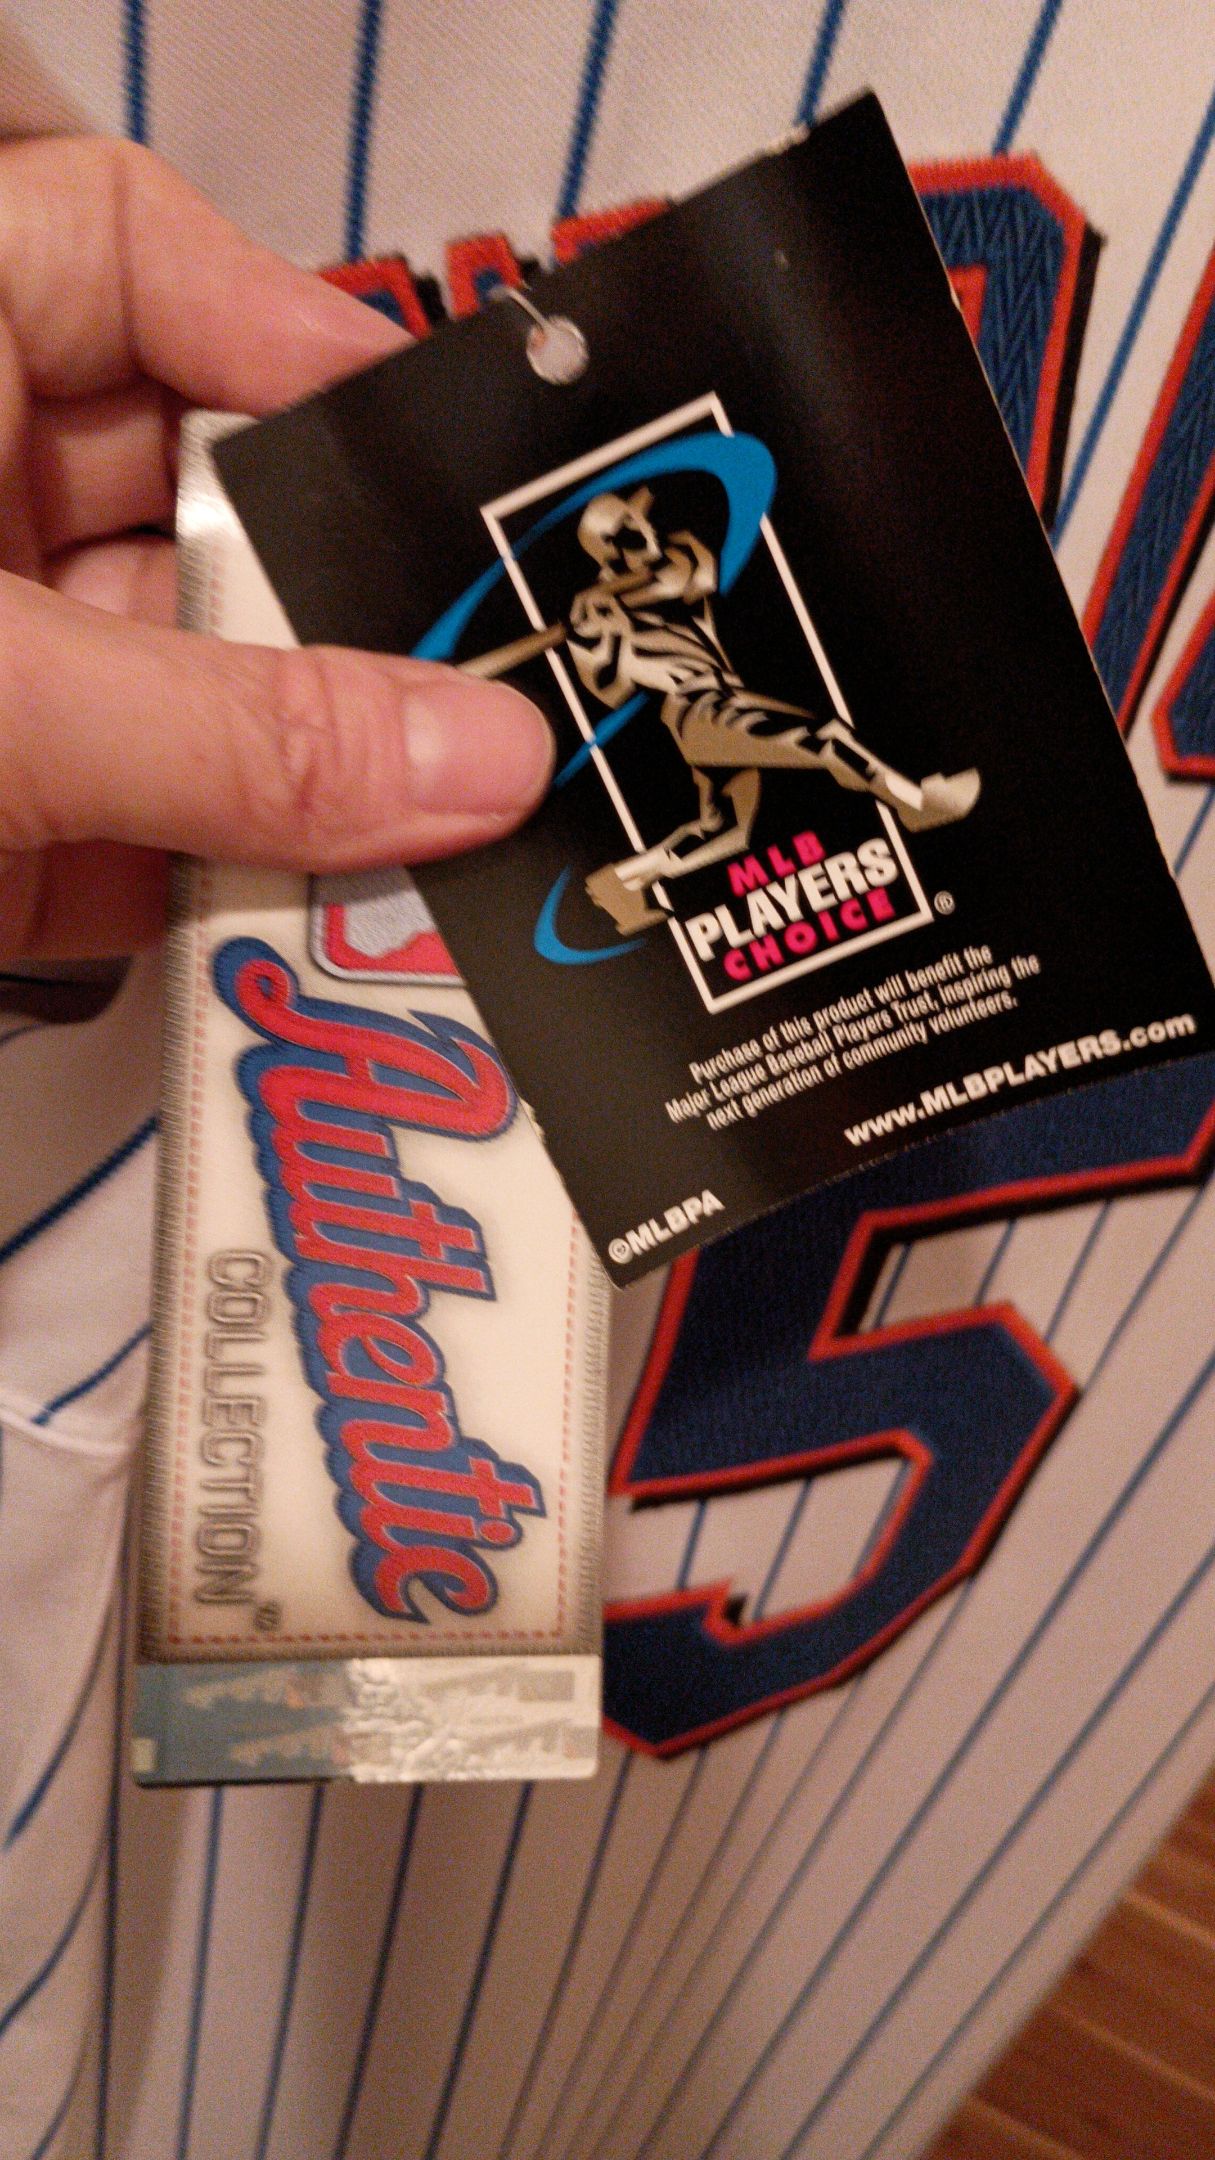 MLB
PLAYERS
CHOICE
®
Purchase of this product will benefit the
Major League Baseball Players Trust, inspiring the
next generation of community volunteers.
www.MLBPLAYERS.com
©MLBPA
Authentic
COLLECTION®
5